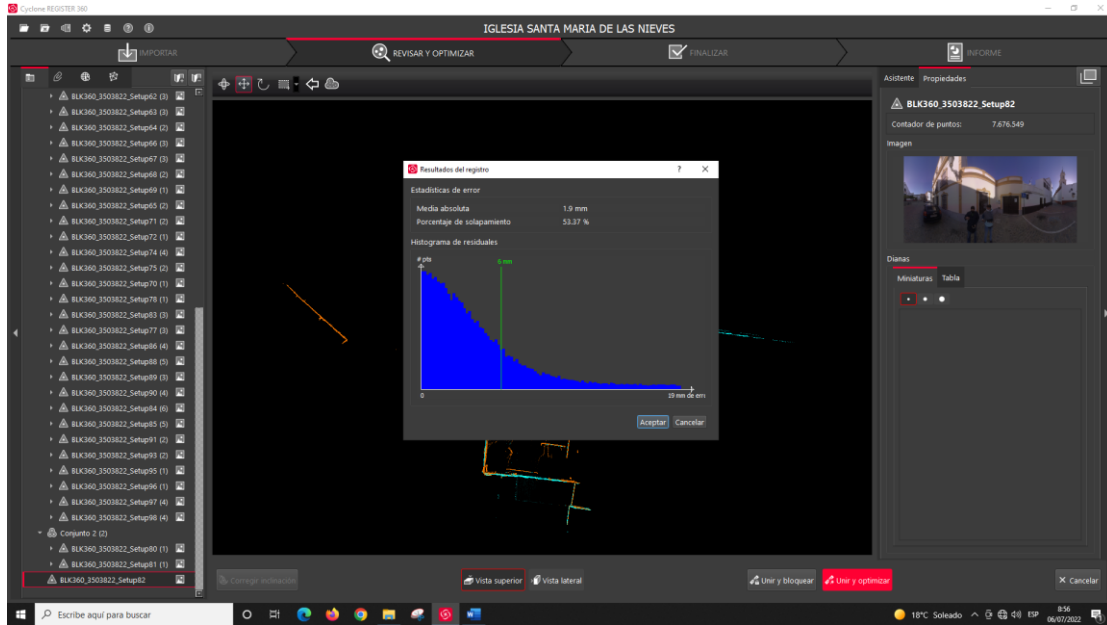 Cyclone REGISTER 360
IGLESIA SANTA MARIA DE LAS NIEVES
IMPORTAR
REVISAR Y OPTIMIZAR
FINALIZAR
INFORME
BLK360_3503822_Setup62 (3)
BLK360_3503822_Setup63 (3)
BLK360_3503822_Setup64 (2)
BLK360_3503822_Setup66 (3)
BLK360_3503822_Setup67 (3)
BLK360_3503822_Setup68 (2)
BLK360_3503822_Setup69 (1)
BLK360_3503822_Setup65 (2)
BLK360_3503822_Setup71 (2)
BLK360_3503822_Setup72 (1)
BLK360_3503822_Setup74 (4)
BLK360_3503822_Setup75 (2)
BLK360_3503822_Setup70 (1)
BLK360_3503822_Setup78 (1)
BLK360_3503822_Setup83 (3)
BLK360_3503822_Setup77 (3)
BLK360_3503822_Setup86 (4)
BLK360_3503822_Setup88 (5)
BLK360_3503822_Setup89 (3)
BLK360_3503822_Setup90 (4)
BLK360_3503822_Setup84 (6)
BLK360_3503822_Setup85 (5)
BLK360_3503822_Setup91 (2)
BLK360_3503822_Setup93 (2)
BLK360_3503822_Setup95 (1)
BLK360_3503822_Setup96 (1)
BLK360_3503822_Setup97 (4)
BLK360_3503822_Setup98 (4)
Conjunto 2 (2)
BLK360_3503822_Setup80 (1)
BLK360_3503822_Setup81 (1)
BLK360_3503822_Setup82
Resultados del registro
Estadísticas de error
Media absoluta 1.9 mm
Porcentaje de solapamiento 53.37 %
Histograma de residuales
# pts
6 mm
0
19 mm de erro
Aceptar Cancelar
Corregir inclinación
Vista superior
Vista lateral
Unir y bloquear
Unir y optimizar
Cancelar
Asistente Propiedades
BLK360_3503822_Setup82
Contador de puntos: 7.676.549
Imagen
Dianas
Miniaturas Tabla
Escribe aquí para buscar
18°C Soleado
ESP
8:56
06/07/2022